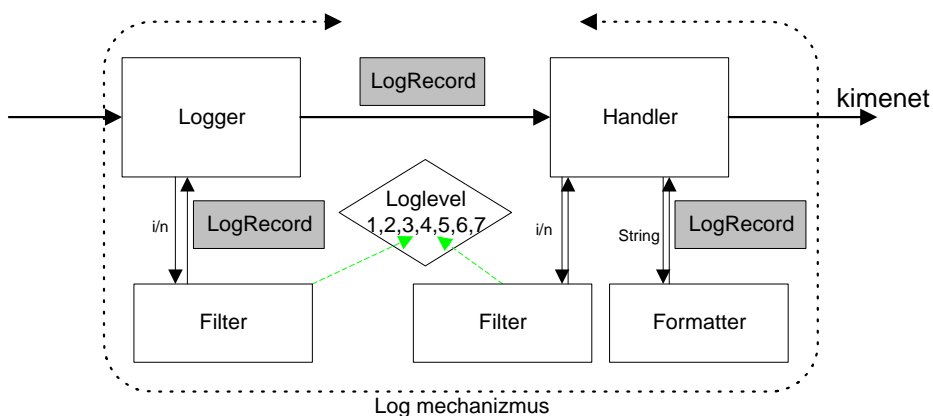 LogRecord
kimenet
Logger
Handler
Loglevel
1,2,3,4,5,6,7
i/n
LogRecord
i/n
String
LogRecord
Filter
Filter
Formatter
Log mechanizmus